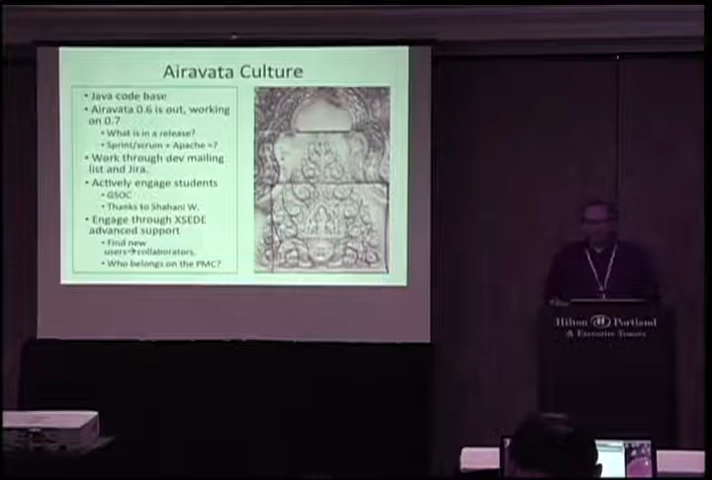 Airavata Culture
• Java code base
• Airavata 0.6 is out, working
on 0.7
• What is in a release?
• Sprint/scrum + Apache =?
• Work through dev mailing
list and Jira.
• Actively engage students
• GSOC
• Thanks to Shahani W.
• Engage through XSEDE
advanced support
• Find new
users→collaborators.
• Who belongs on the PMC?
Hilton Portland
& Executive Tower